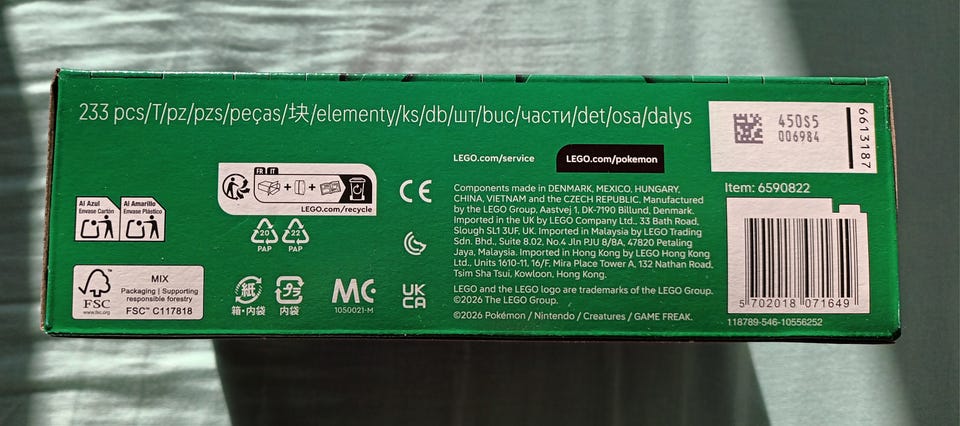 233 pcs/T/pz/pzs/peças/块/elementy/ks/db/шт/buc/части/det/osa/dalys
450S5
006984
6613187
LEGO.com/service
LEGO.com/pokemon
Item: 6590822
FR IT
LEGO.com/recycle
Al Azul
Envase Cartón
Al Amarillo
Envase Plástico
20
PAP
22
PAP
Components made in DENMARK, MEXICO, HUNGARY,
CHINA, VIETNAM and the CZECH REPUBLIC. Manufactured
by the LEGO Group, Aastvej 1, DK-7190 Billund, Denmark.
Imported in the UK by LEGO Company Ltd., 33 Bath Road,
Slough SL1 3UF, UK. Imported in Malaysia by LEGO Trading
Sdn. Bhd., Suite 8.02, No.4 Jln PJU 8/8A, 47820 Petaling
Jaya, Malaysia. Imported in Hong Kong by LEGO Hong Kong
Ltd., Units 1610-11, 16/F, Mira Place Tower A, 132 Nathan Road,
Tsim Sha Tsui, Kowloon, Hong Kong.
LEGO and the LEGO logo are trademarks of the LEGO Group.
©2026 The LEGO Group.
©2026 Pokémon / Nintendo / Creatures / GAME FREAK.
CE
FSC
www.fsc.org
MIX
Packaging | Supporting
responsible forestry
FSC™ C117818
紙
箱・内袋
プラ
内袋
MC
1050021-M
UK
CA
5 702018 071649
118789-546-10556252